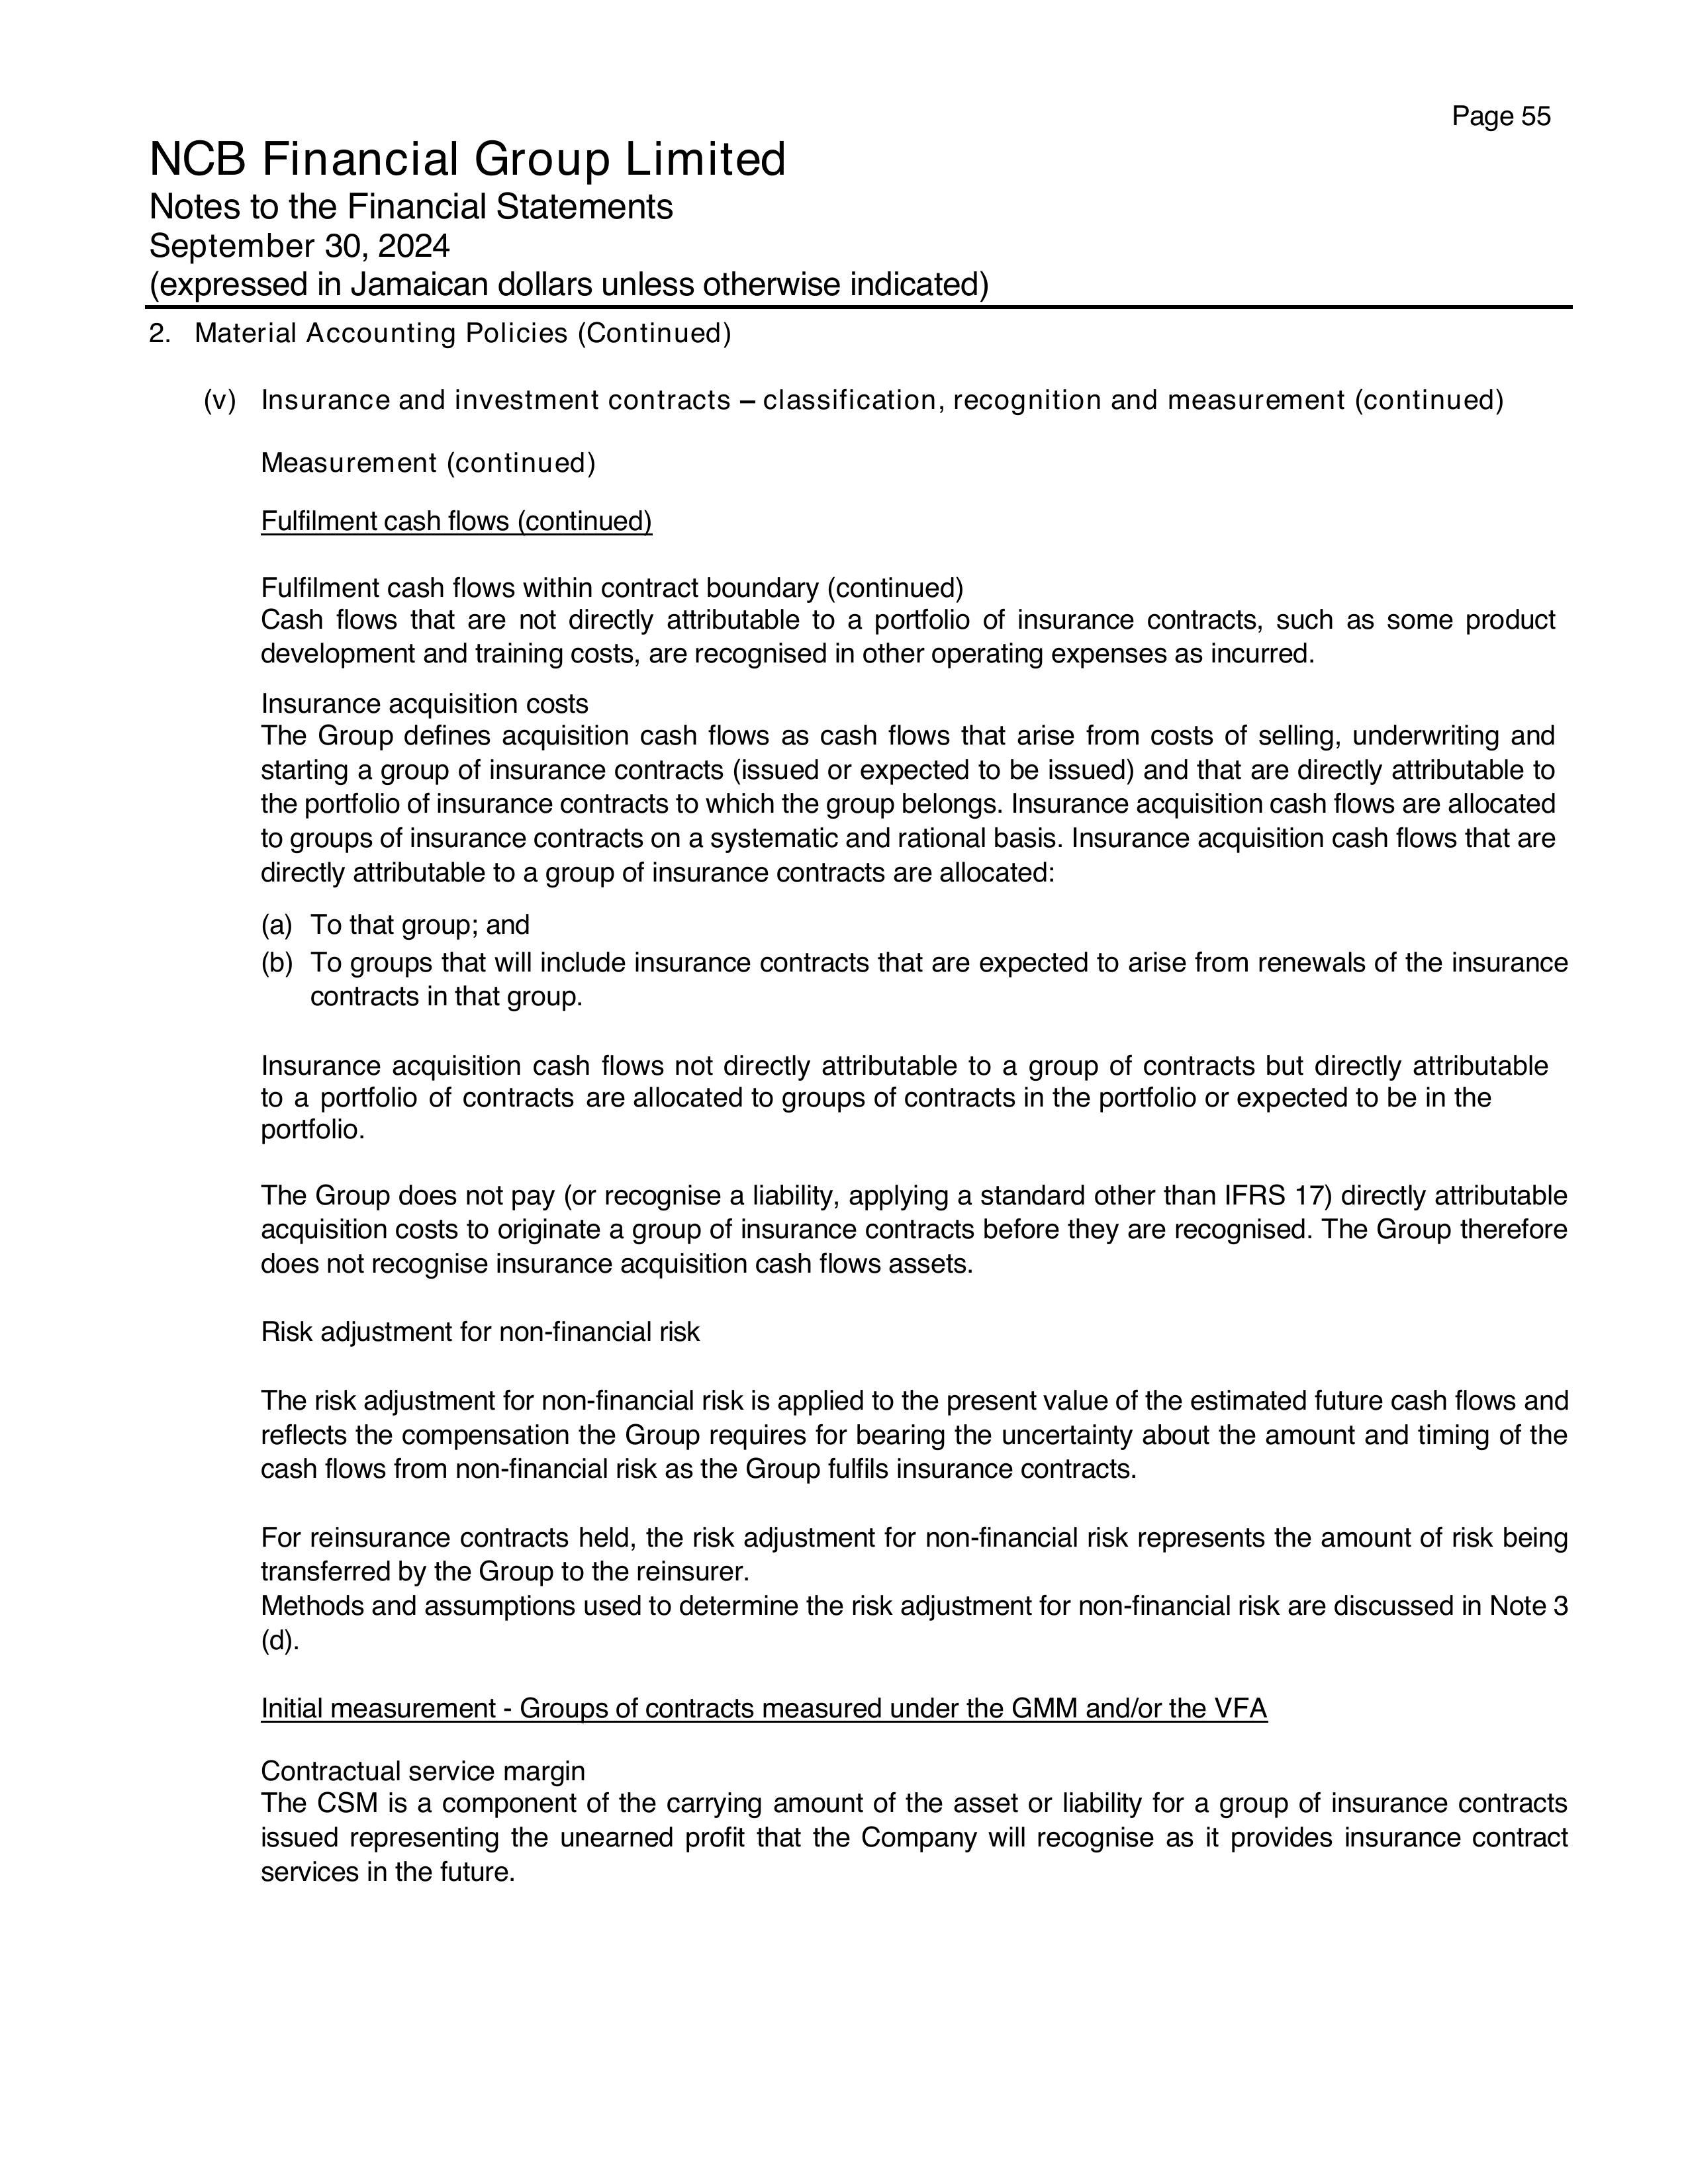 Page 55
NCB Financial Group Limited
Notes to the Financial Statements
September 30, 2024
(expressed in Jamaican dollars unless otherwise indicated)
2. Material Accounting Policies (Continued)
(v) Insurance and investment contracts – classification, recognition and measurement (continued)
Measurement (continued)
Fulfilment cash flows (continued)
Fulfilment cash flows within contract boundary (continued)
Cash flows that are not directly attributable to a portfolio of insurance contracts, such as some product
development and training costs, are recognised in other operating expenses as incurred.
Insurance acquisition costs
The Group defines acquisition cash flows as cash flows that arise from costs of selling, underwriting and
starting a group of insurance contracts (issued or expected to be issued) and that are directly attributable to
the portfolio of insurance contracts to which the group belongs. Insurance acquisition cash flows are allocated
to groups of insurance contracts on a systematic and rational basis. Insurance acquisition cash flows that are
directly attributable to a group of insurance contracts are allocated:
(a) To that group; and
(b) To groups that will include insurance contracts that are expected to arise from renewals of the insurance
contracts in that group.
Insurance acquisition cash flows not directly attributable to a group of contracts but directly attributable
to a portfolio of contracts are allocated to groups of contracts in the portfolio or expected to be in the
portfolio.
The Group does not pay (or recognise a liability, applying a standard other than IFRS 17) directly attributable
acquisition costs to originate a group of insurance contracts before they are recognised. The Group therefore
does not recognise insurance acquisition cash flows assets.
Risk adjustment for non-financial risk
The risk adjustment for non-financial risk is applied to the present value of the estimated future cash flows and
reflects the compensation the Group requires for bearing the uncertainty about the amount and timing of the
cash flows from non-financial risk as the Group fulfils insurance contracts.
For reinsurance contracts held, the risk adjustment for non-financial risk represents the amount of risk being
transferred by the Group to the reinsurer.
Methods and assumptions used to determine the risk adjustment for non-financial risk are discussed in Note 3
(d).
Initial measurement - Groups of contracts measured under the GMM and/or the VFA
Contractual service margin
The CSM is a component of the carrying amount of the asset or liability for a group of insurance contracts
issued representing the unearned profit that the Company will recognise as it provides insurance contract
services in the future.